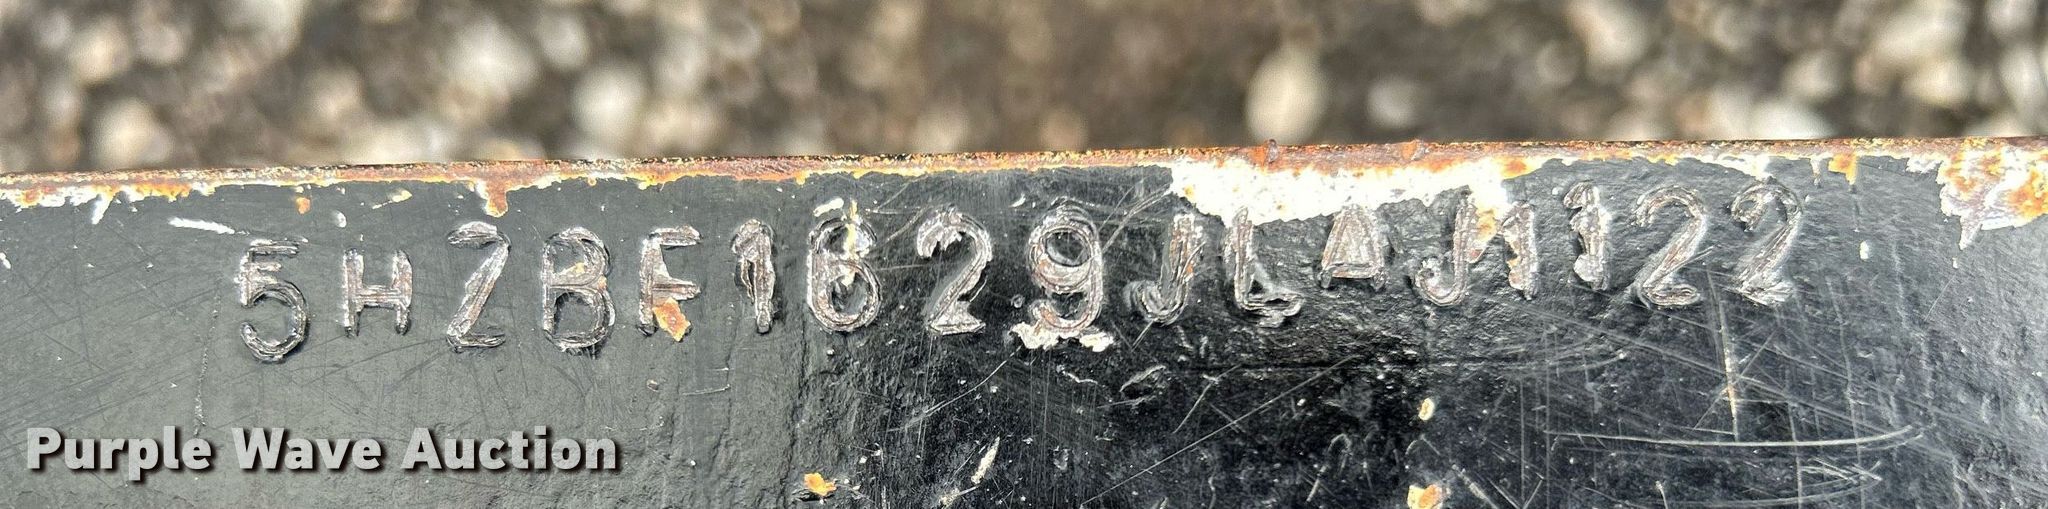 5HZBF1629JLAJ1122
Purple Wave Auction